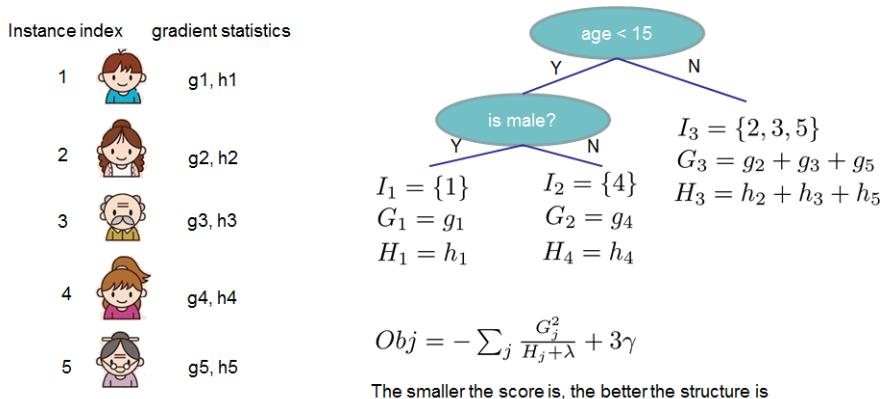 Instance index gradient statistics
1 g1, h1
2 g2, h2
3 g3, h3
4 g4, h4
5 g5, h5
age < 15
Y N
is male?
Y N
I₁ = {1}
G₁ = g₁
H₁ = h₁
I₂ = {4}
G₂ = g₄
H₄ = h₄
I₃ = {2, 3, 5}
G₃ = g₂ + g₃ + g₅
H₃ = h₂ + h₃ + h₅
Obj = − ∑ⱼ Gⱼ² / (Hⱼ+λ) + 3γ
The smaller the score is, the better the structure is